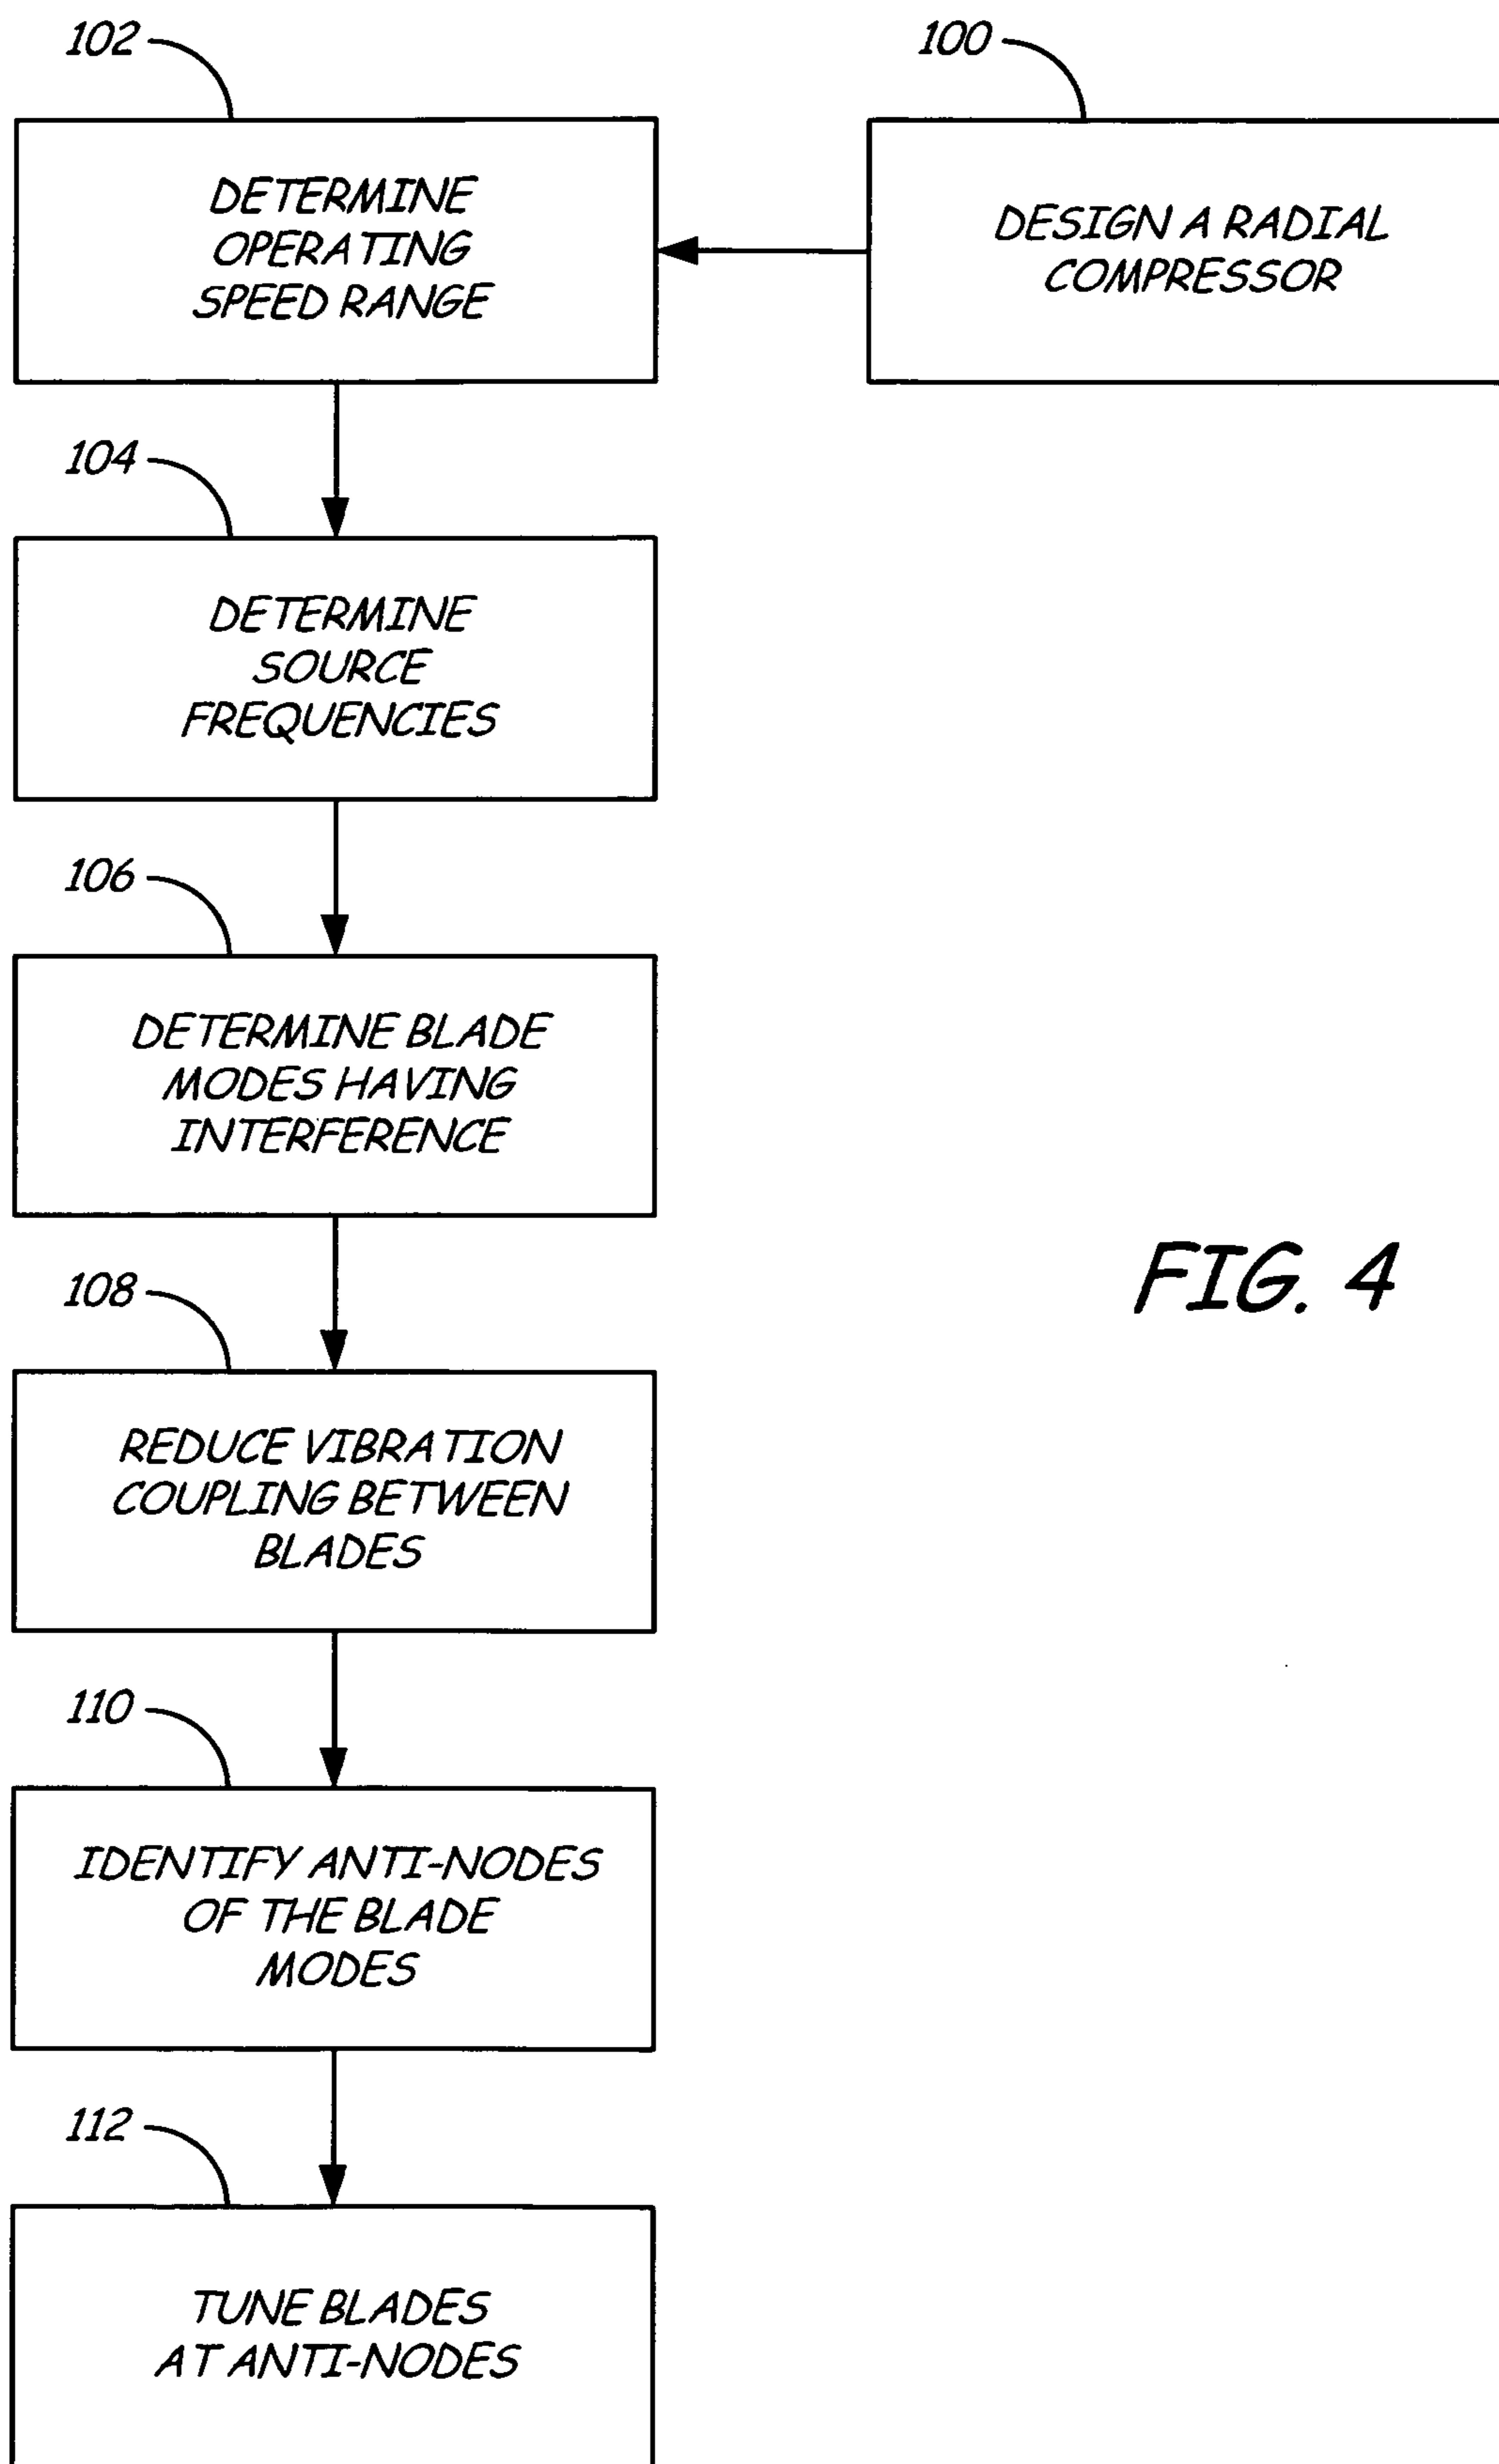 102
100
DETERMINE
OPERATING
SPEED RANGE
DESIGN A RADIAL
COMPRESSOR
104
DETERMINE
SOURCE
FREQUENCIES
106
DETERMINE BLADE
MODES HAVING
INTERFERENCE
FIG. 4
108
REDUCE VIBRATION
COUPLING BETWEEN
BLADES
110
IDENTIFY ANTI-NODES
OF THE BLADE
MODES
112
TUNE BLADES
AT ANTI-NODES